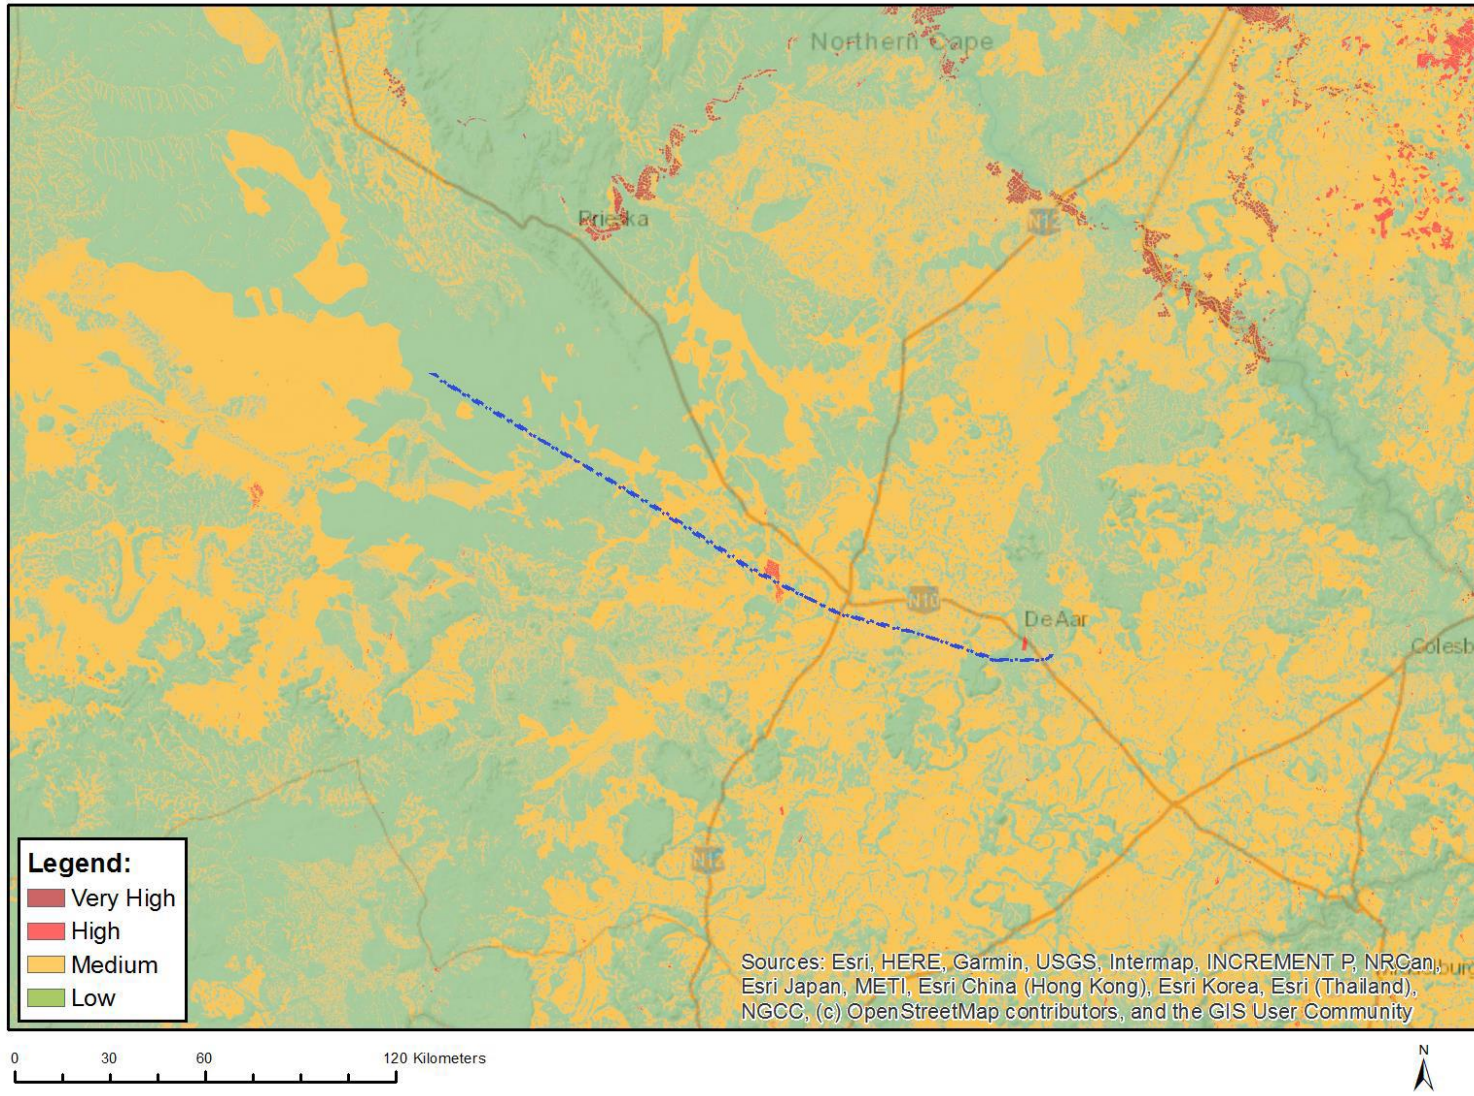 Northern Cape
Prieska
N12
N10
De Aar
Colesb
N12
Legend:
Very High
High
Medium
Low
Sources: Esri, HERE, Garmin, USGS, Intermap, INCREMENT P, NRCan,
Esri Japan, METI, Esri China (Hong Kong), Esri Korea, Esri (Thailand),
NGCC, (c) OpenStreetMap contributors, and the GIS User Community
0 30 60 120 Kilometers
N